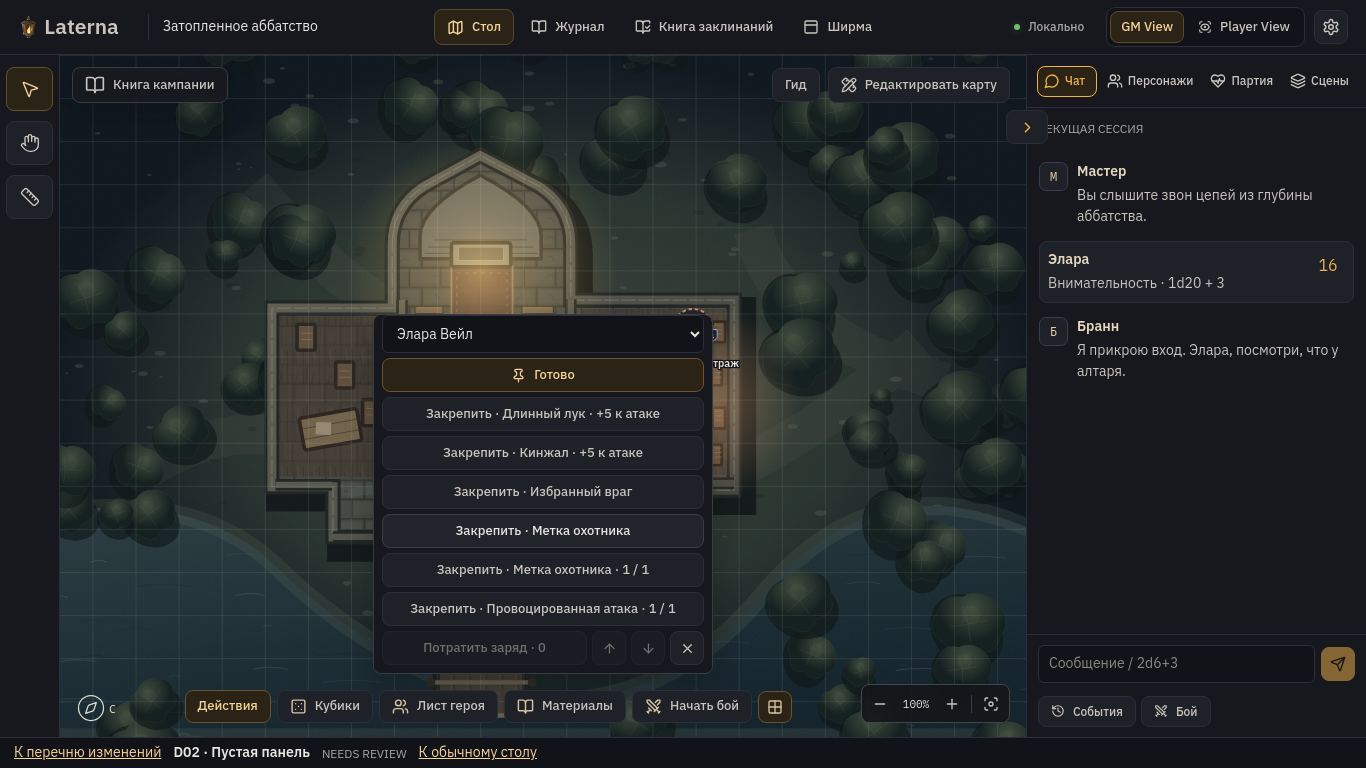 Laterna
Затопленное аббатство
Стол
Журнал
Книга заклинаний
Ширма
Локально
GM View
Player View
Книга кампании
Гид
Редактировать карту
Чат
Персонажи
Партия
Сцены
ЕКУЩАЯ СЕССИЯ
М
Мастер
Вы слышите звон цепей из глубины
аббатства.
Элара
16
Внимательность · 1d20 + 3
Б
Бранн
Я прикрою вход. Элара, посмотри, что у
алтаря.
Элара Вейл
траж
Готово
Закрепить · Длинный лук · +5 к атаке
Закрепить · Кинжал · +5 к атаке
Закрепить · Избранный враг
Закрепить · Метка охотника
Закрепить · Метка охотника · 1 / 1
Закрепить · Провоцированная атака · 1 / 1
Потратить заряд · 0
С
Действия
Кубики
Лист героя
Материалы
Начать бой
100%
Сообщение / 2d6+3
События
Бой
К перечню изменений
D02 · Пустая панель
NEEDS REVIEW
К обычному столу